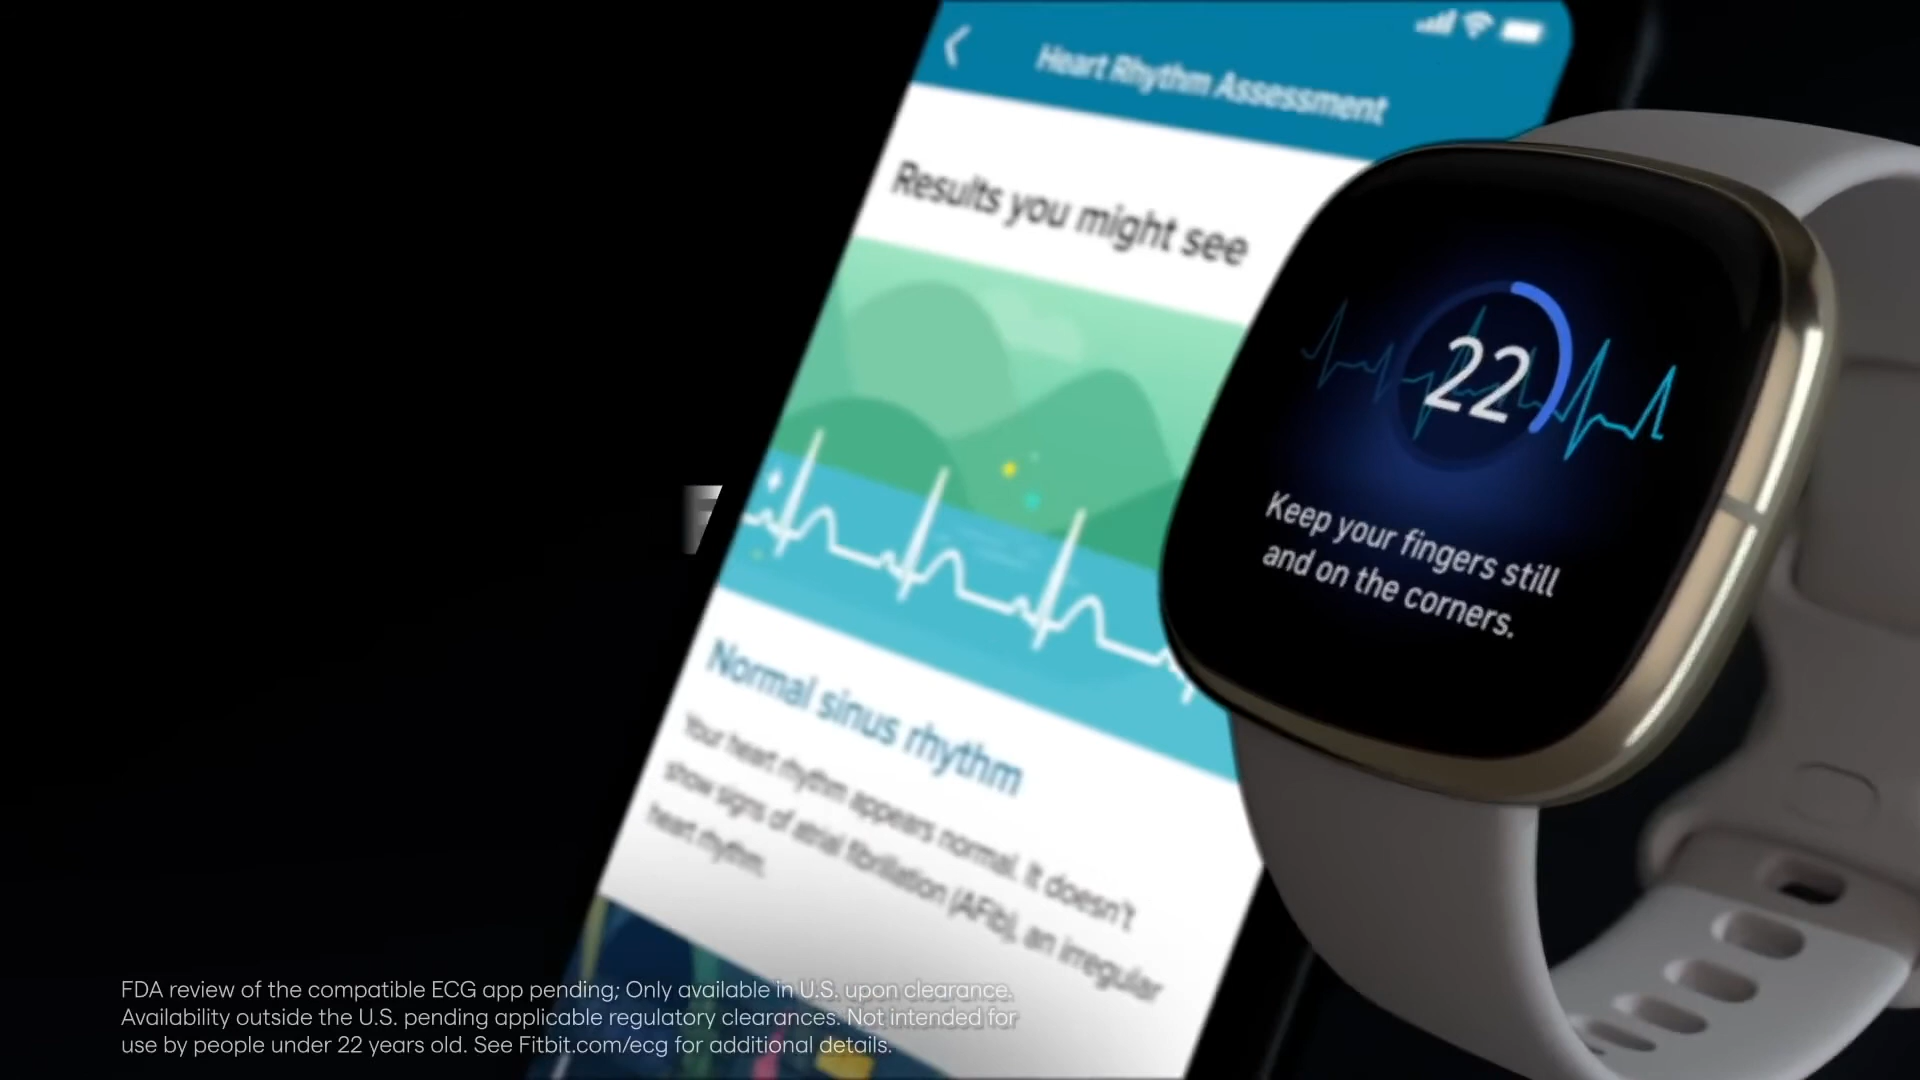 Heart Rhythm Assessment
Results you might see
22
Keep your fingers still
and on the corners.
F
Normal sinus rhythm
Your heart rhythm appears normal. It doesn't
show signs of atrial fibrillation (AFib), an irregular
heart rhythm.
FDA review of the compatible ECG app pending; Only available in U.S. upon clearance.
Availability outside the U.S. pending applicable regulatory clearances. Not intended for
use by people under 22 years old. See Fitbit.com/ecg for additional details.